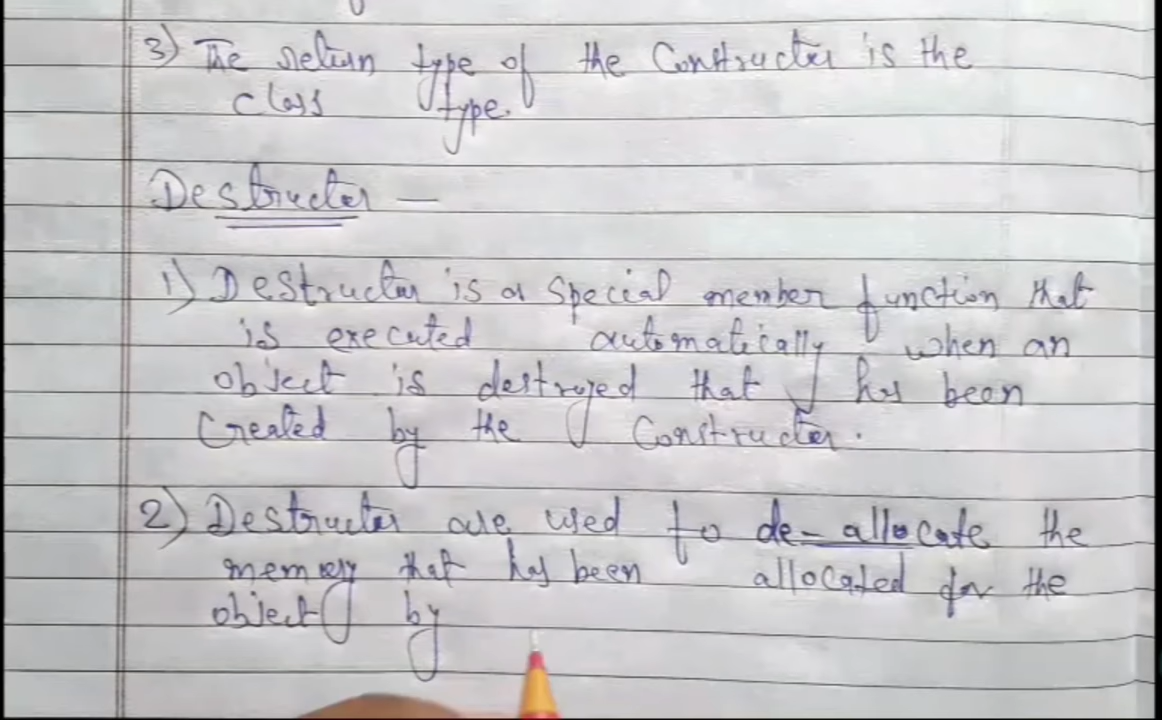 3) The return type of the Constructor is the
class type.
Destructor —
1) Destructor is a special member function that
is executed automatically when an
object is destroyed that has been
Created by the Constructor.
2) Destructor are used to de-allocate the
memory that has been allocated for the
object by